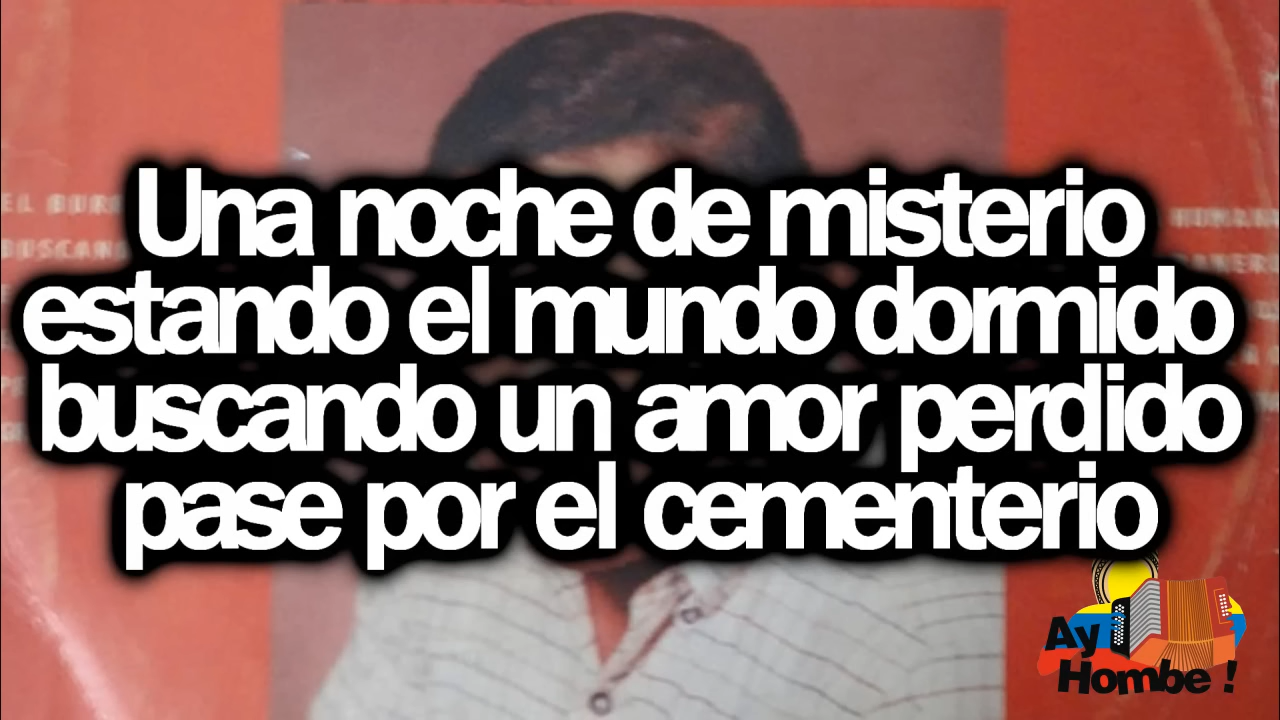 Una noche de misterio
estando el mundo dormido
buscando un amor perdido
pase por el cementerio
Ay
Hombe !